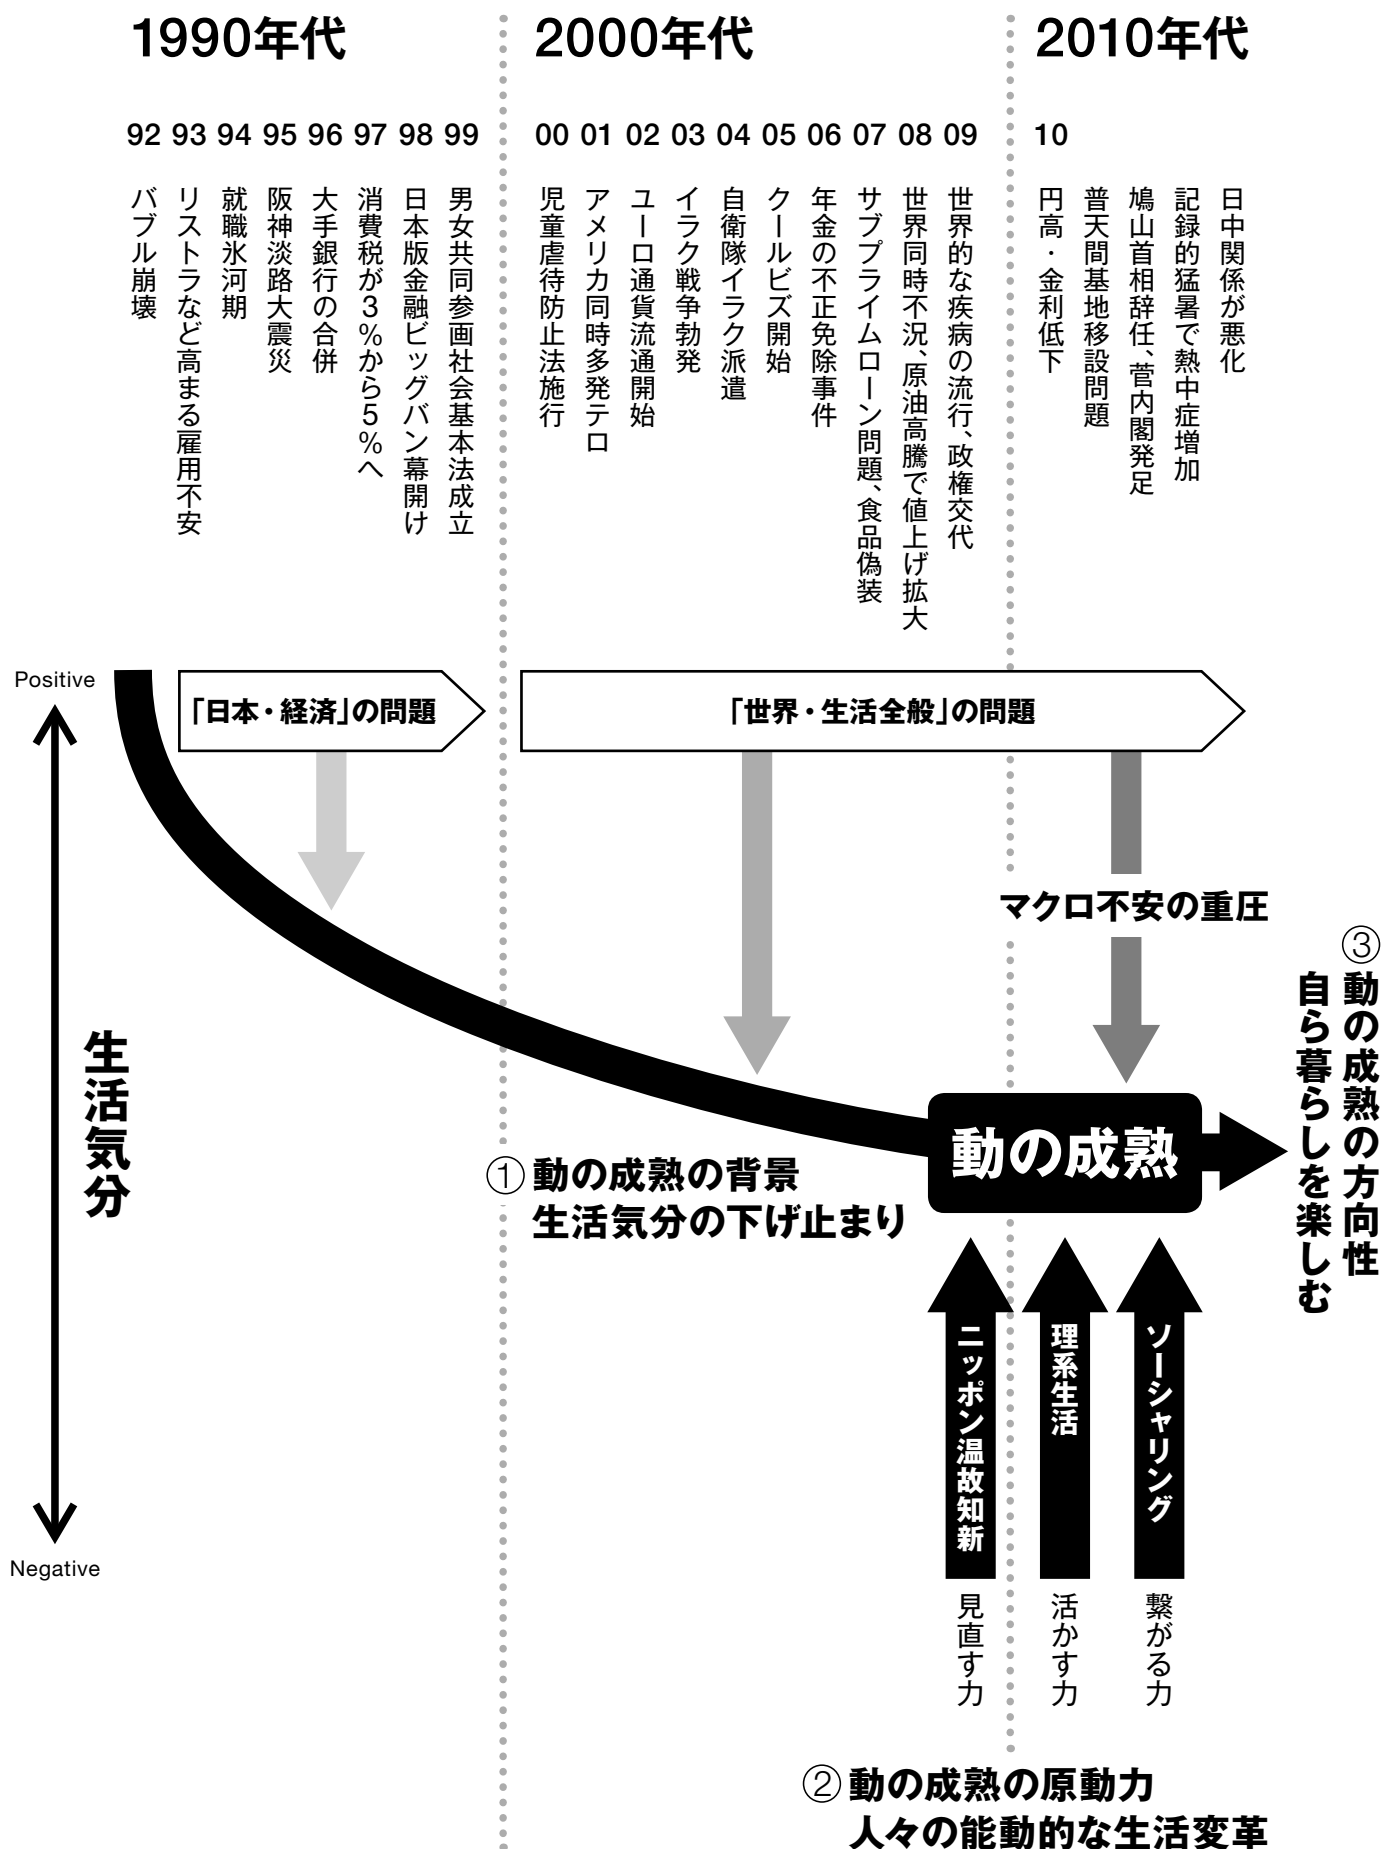 1990年代
2000年代
2010年代
92
93
94
95
96
97
98
99
00
01
02
03
04
05
06
07
08
09
10
バブル崩壊
リストラなど高まる雇用不安
就職氷河期
阪神淡路大震災
大手銀行の合併
消費税が3%から5%へ
日本版金融ビッグバン幕開け
男女共同参画社会基本法成立
児童虐待防止法施行
アメリカ同時多発テロ
ユーロ通貨流通開始
イラク戦争勃発
自衛隊イラク派遣
クールビズ開始
年金の不正免除事件
サブプライムローン問題、食品偽装
世界同時不況、原油高騰で値上げ拡大
世界的な疾病の流行、政権交代
円高・金利低下
普天間基地移設問題
鳩山首相辞任、菅内閣発足
記録的猛暑で熱中症増加
日中関係が悪化
Positive
「日本・経済」の問題
「世界・生活全般」の問題
マクロ不安の重圧
生活気分
Negative
①動の成熟の背景
生活気分の下げ止まり
動の成熟
③動の成熟の方向性
自ら暮らしを楽しむ
ニッポン温故知新
理系生活
ソーシャリング
見直す力
活かす力
繋がる力
②動の成熟の原動力
人々の能動的な生活変革